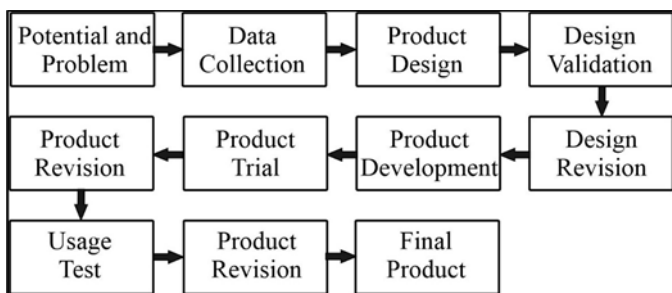 Potential and
Problem
Data
Collection
Product
Design
Design
Validation
Design
Revision
Product
Development
Product
Trial
Product
Revision
Usage
Test
Product
Revision
Final
Product